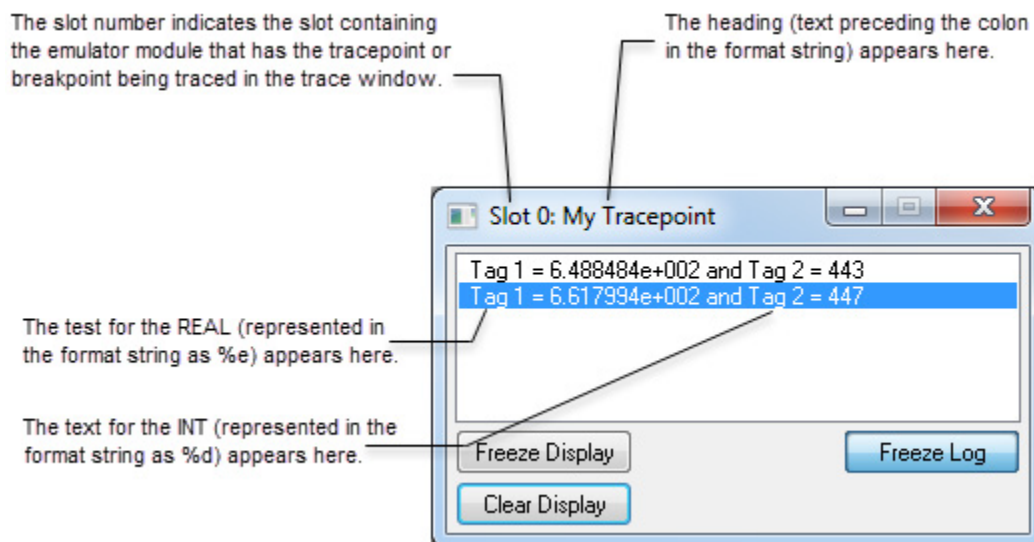 The slot number indicates the slot containing
the emulator module that has the tracepoint or
breakpoint being traced in the trace window.
The heading (text preceding the colon
in the format string) appears here.
Slot 0: My Tracepoint
Tag 1 = 6.488484e+002 and Tag 2 = 443
Tag 1 = 6.617994e+002 and Tag 2 = 447
The test for the REAL (represented in
the format string as %e) appears here.
The text for the INT (represented in the
format string as %d) appears here.
Freeze Display
Freeze Log
Clear Display